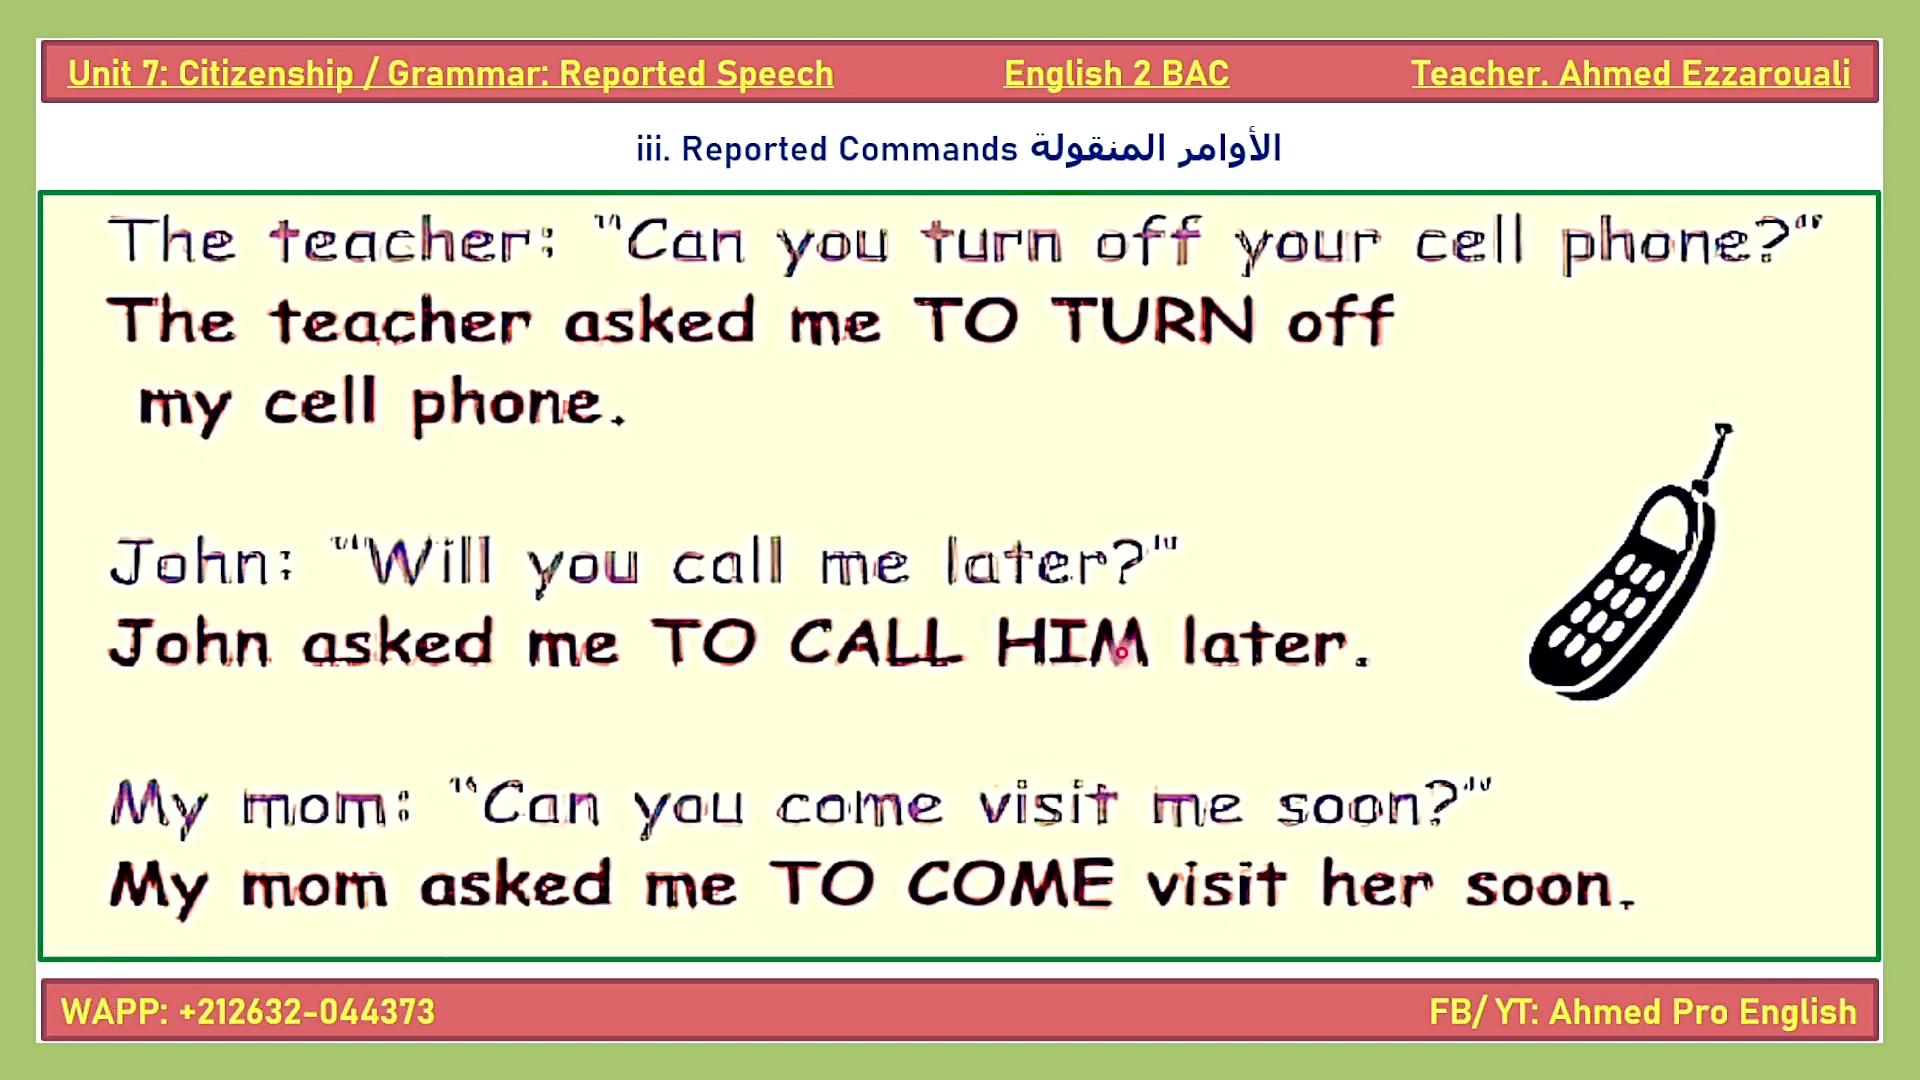 Unit 7: Citizenship / Grammar: Reported Speech English 2 BAC Teacher. Ahmed Ezzarouali
iii. Reported Commands الأوامر المنقولة
The teacher: "Can you turn off your cell phone?"
The teacher asked me TO TURN off
my cell phone.
John: "Will you call me later?"
John asked me TO CALL HIM later.
My mom: "Can you come visit me soon?"
My mom asked me TO COME visit her soon.
WAPP: +212632-044373 FB/ YT: Ahmed Pro English